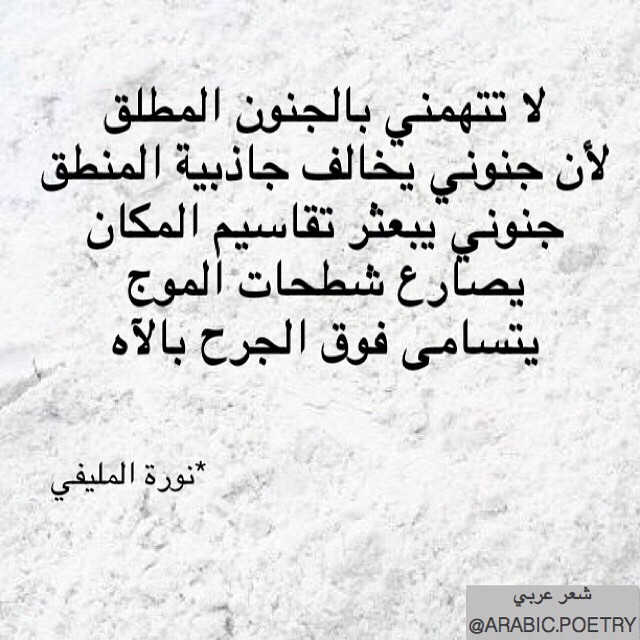 لا تتهمني بالجنون المطلق
لأن جنوني يخالف جاذبية المنطق
جنوني يبعثر تقاسيم المكان
يصارع شطحات الموج
يتسامى فوق الجرح بالآه
*نورة المليفي
شعر عربي
@ARABIC.POETRY